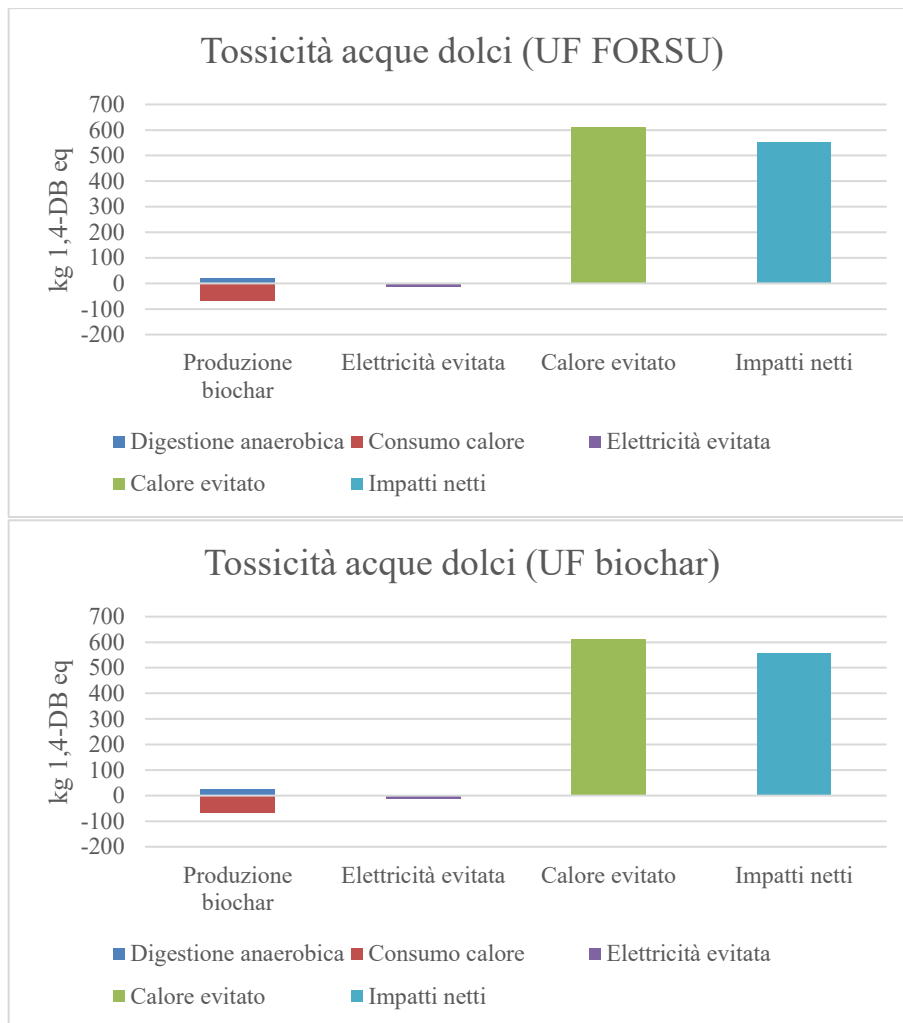 Tossicità acque dolci (UF FORSU)
700
600
500
400
300
200
100
0
-100
-200
kg 1,4-DB eq
Produzione
biochar
Elettricità evitata
Calore evitato
Impatti netti
Digestione anaerobica
Consumo calore
Elettricità evitata
Calore evitato
Impatti netti
Tossicità acque dolci (UF biochar)
700
600
500
400
300
200
100
0
-100
-200
kg 1,4-DB eq
Produzione
biochar
Elettricità evitata
Calore evitato
Impatti netti
Digestione anaerobica
Consumo calore
Elettricità evitata
Calore evitato
Impatti netti